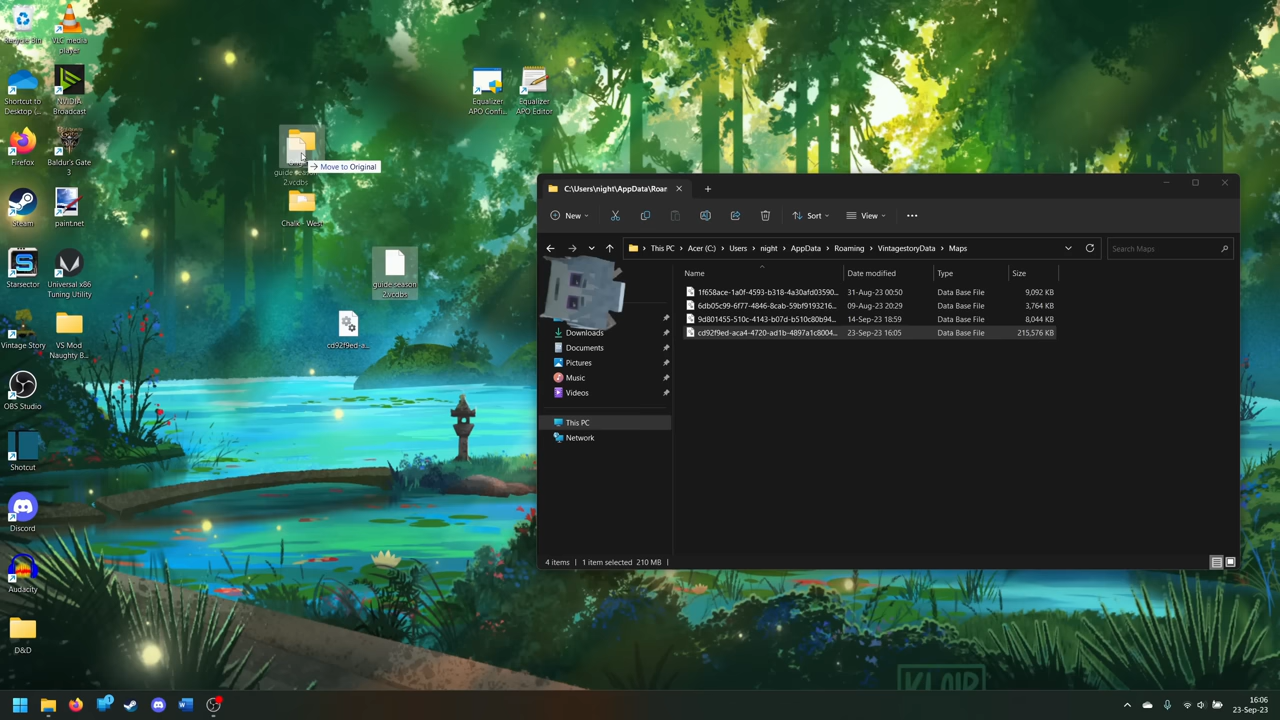 Recycle Bin
VLC media
player
Shortcut to
Desktop (...
NVIDIA
Broadcast
Firefox
Baldur's Gate
3
Steam
paint.net
Starsector
Universal x86
Tuning Utility
Vintage Story
VS Mod
Naughty B...
OBS Studio
Shotcut
Discord
Audacity
D&D
Equalizer
APO Confi...
Equalizer
APO Editor
guide season
2.vcdbs
→ Move to Original
Chalk - West
guide season
2.vcdbs
cd92f9ed-a...
C:\Users\night\AppData\Roar
New
Sort
View
This PC > Acer (C:) > Users > night > AppData > Roaming > VintagestoryData > Maps
Search Maps
Name Date modified Type Size
1f658ace-1a0f-4593-b318-4a30afd03590... 31-Aug-23 00:50 Data Base File 9,092 KB
6db05c99-6f77-4846-8cab-59bf9193216... 09-Aug-23 20:29 Data Base File 3,764 KB
9d801455-510c-4143-b07d-b510c80b94... 14-Sep-23 18:59 Data Base File 8,044 KB
cd92f9ed-aca4-4720-ad1b-4897a1c8004... 23-Sep-23 16:05 Data Base File 215,576 KB
Downloads
Documents
Pictures
Music
Videos
This PC
Network
4 items | 1 item selected 210 MB |
KLAIR
1
16:06
23-Sep-23